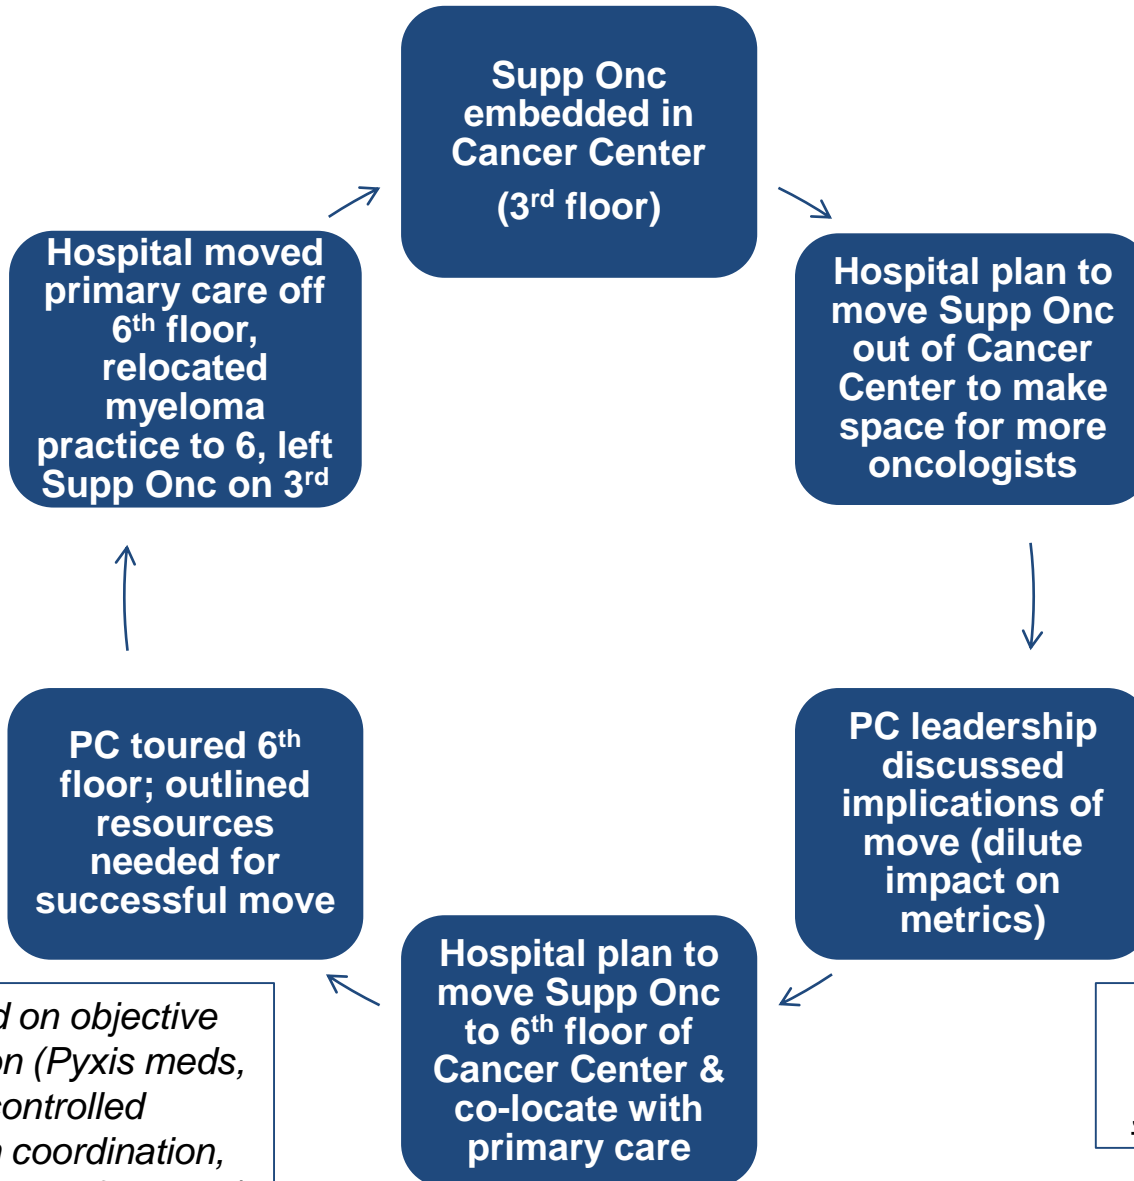 Supp Onc
embedded in
Cancer Center
(3rd floor)
Hospital plan to
move Supp Onc
out of Cancer
Center to make
space for more
oncologists
PC leadership
discussed
implications of
move (dilute
impact on
metrics)
Hospital plan to
move Supp Onc
to 6th floor of
Cancer Center &
co-locate with
primary care
PC toured 6th
floor; outlined
resources
needed for
successful move
Hospital moved
primary care off
6th floor,
relocated
myeloma
practice to 6, left
Supp Onc on 3rd
on objective
(Pyxis meds,
controlled
coordination,